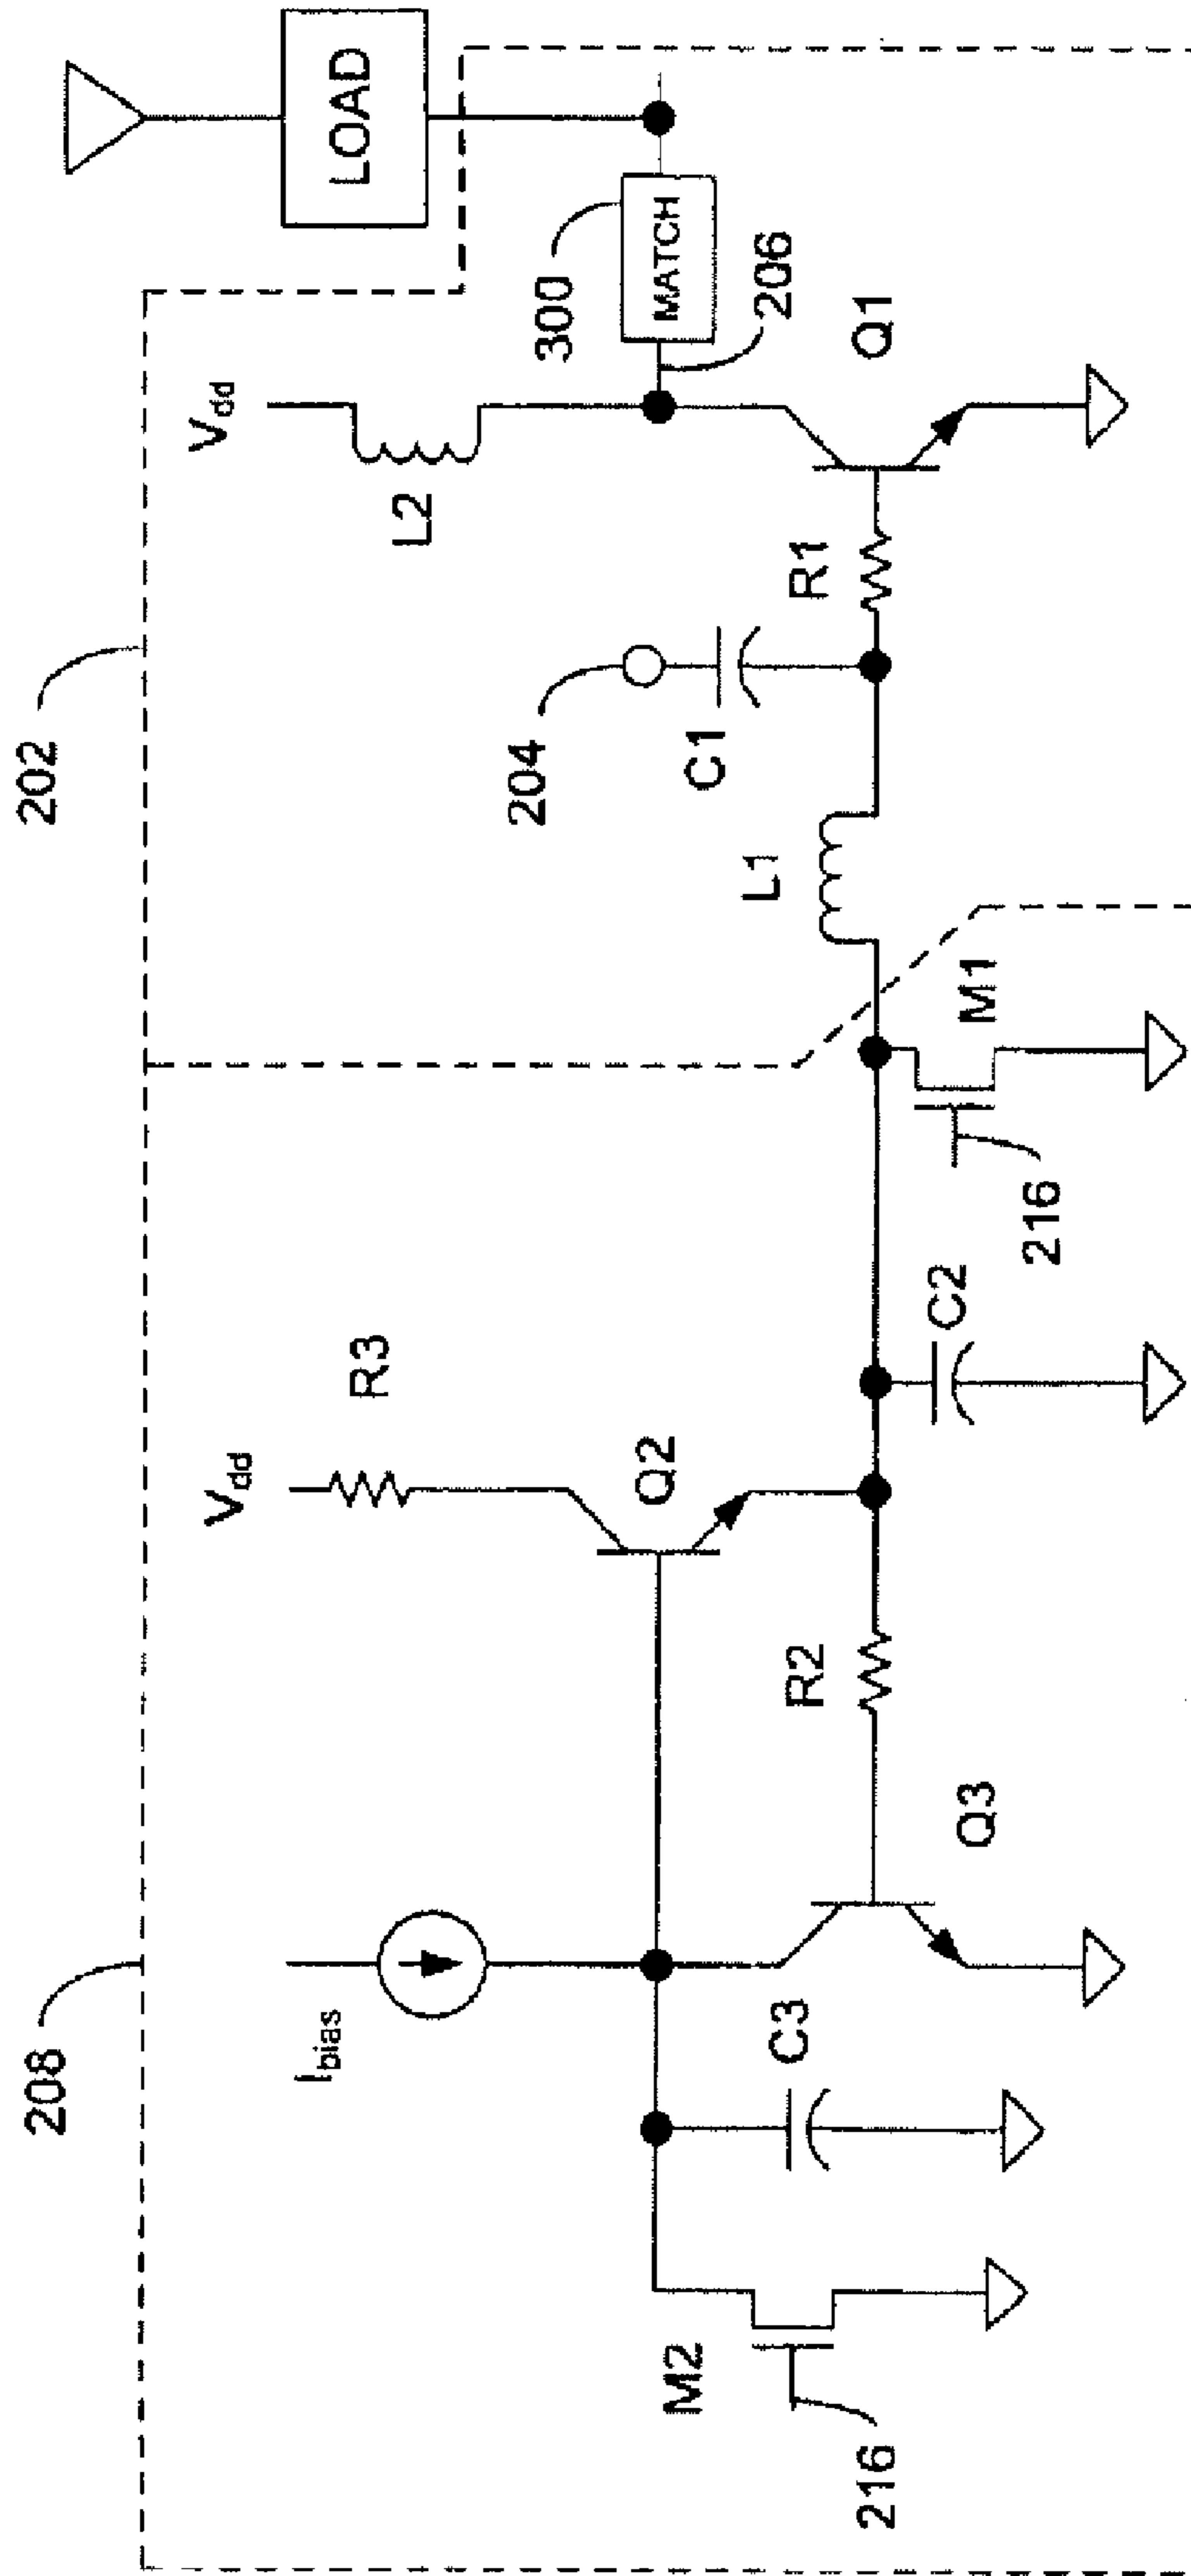 208
202
Vdd
R3
Vdd
LOAD
Ibias
L2
300
MATCH
206
204
Q2
C1
R1
Q1
L1
M2
C3
R2
C2
M1
Q3
216
216